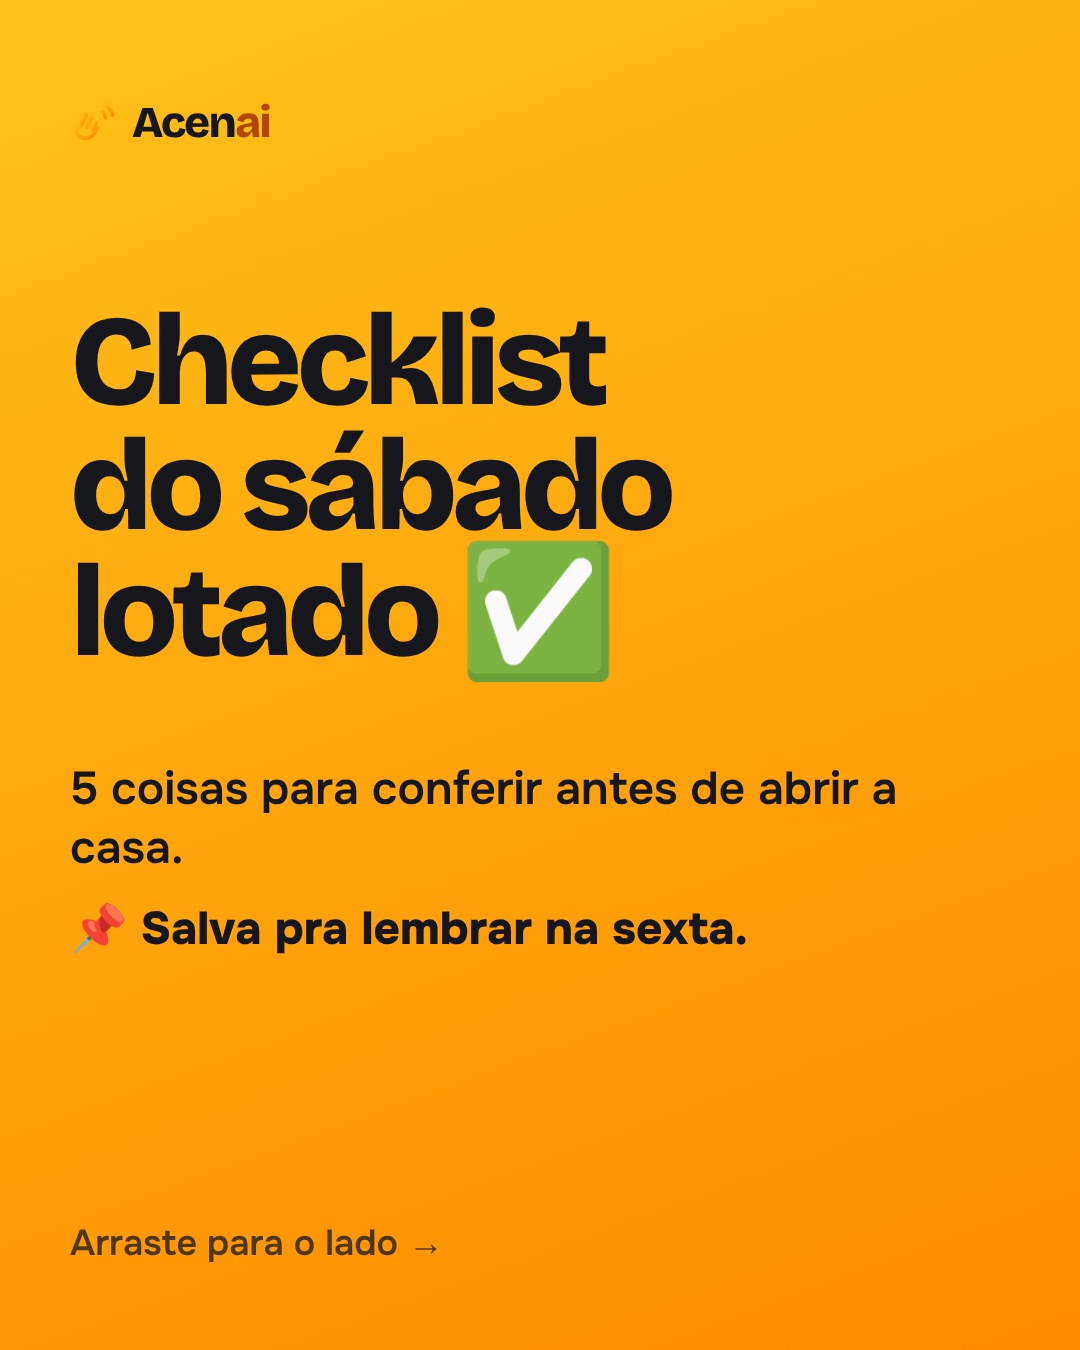 Acenai
Checklist
do sábado
lotado ✅
5 coisas para conferir antes de abrir a
casa.
📌 Salva pra lembrar na sexta.
Arraste para o lado →